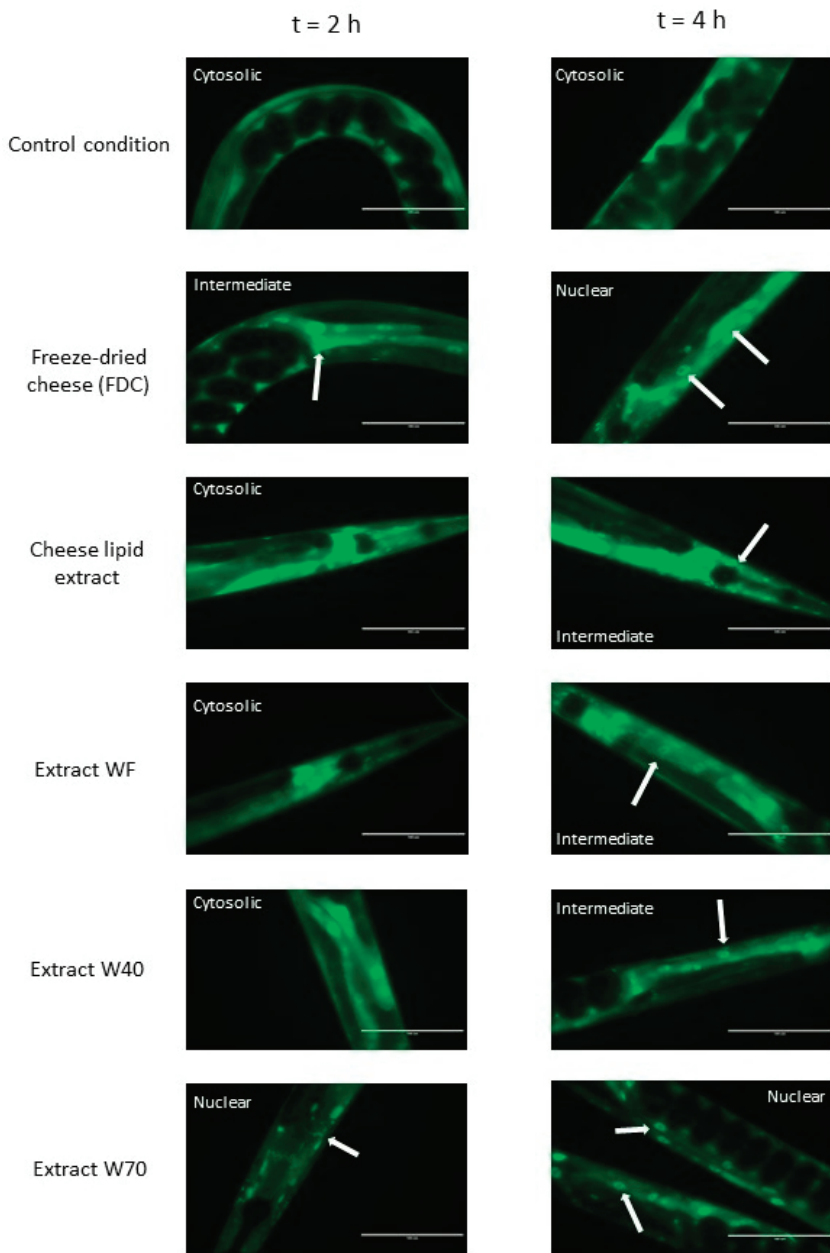 t = 2 h
t = 4 h
Control condition
Cytosolic
Cytosolic
Freeze-dried
cheese (FDC)
Intermediate
Nuclear
Cheese lipid
extract
Cytosolic
Intermediate
Extract WF
Cytosolic
Intermediate
Extract W40
Cytosolic
Intermediate
Extract W70
Nuclear
Nuclear